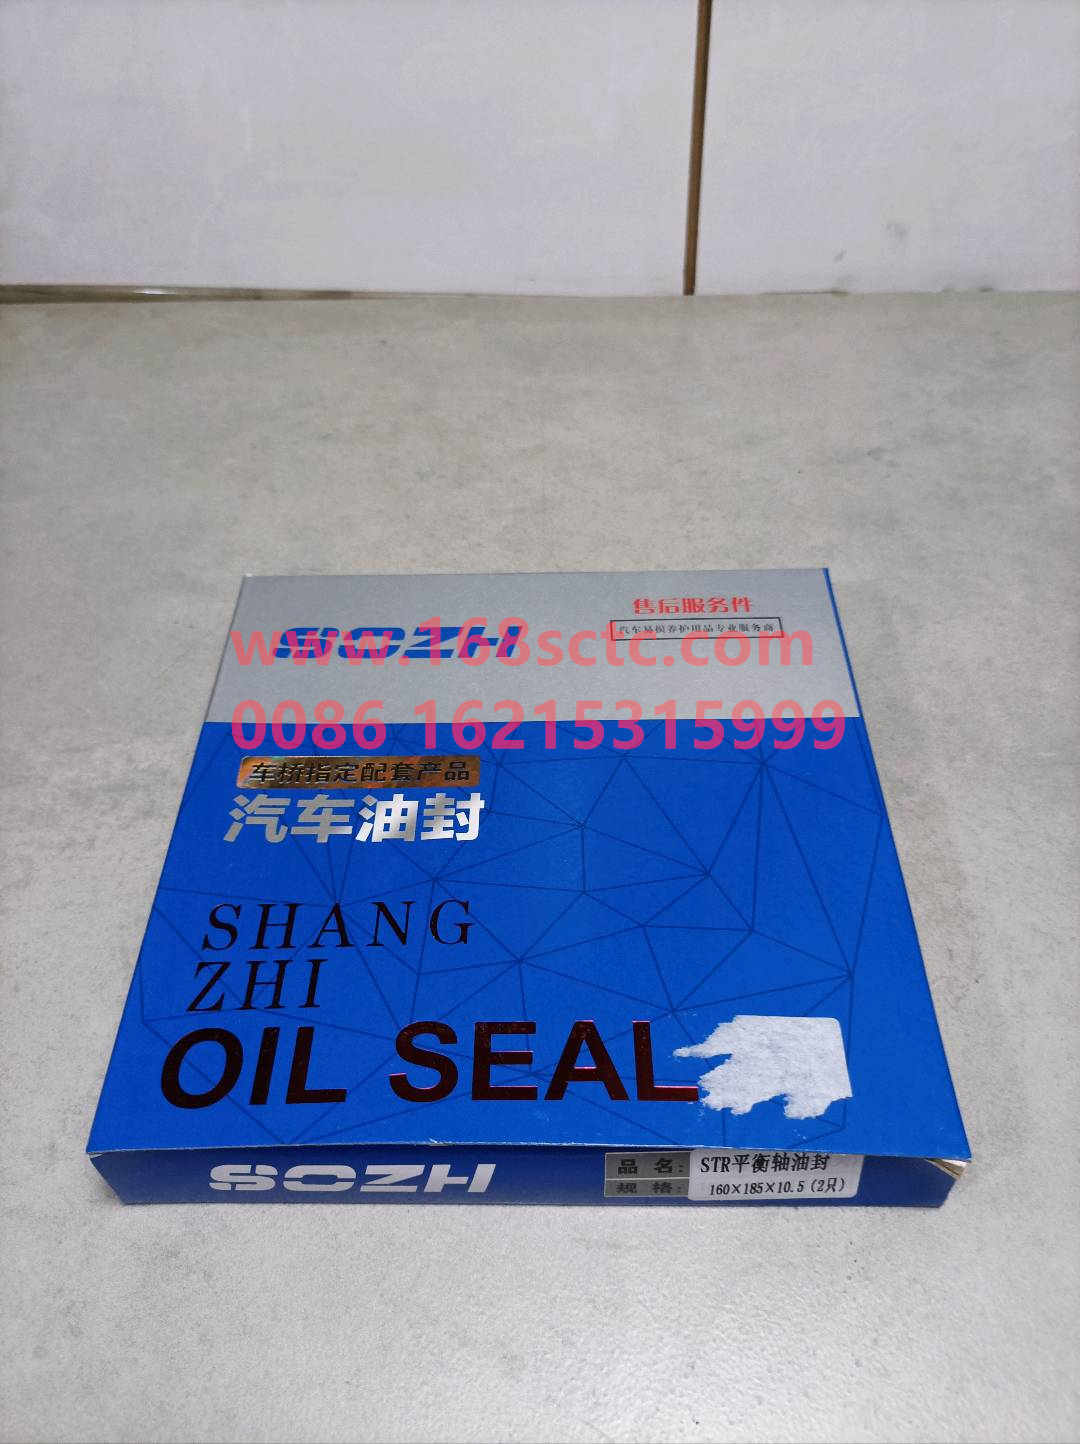 售后服务件
SOZH
汽车易损养护用品专业服务商
www.168sctc.com
0086 16215315999
车桥指定配套产品
汽车油封
SHANG
ZHI
OIL SEAL
SOZH
品 名: STR平衡轴油封
规 格: 160×185×10.5(2只)